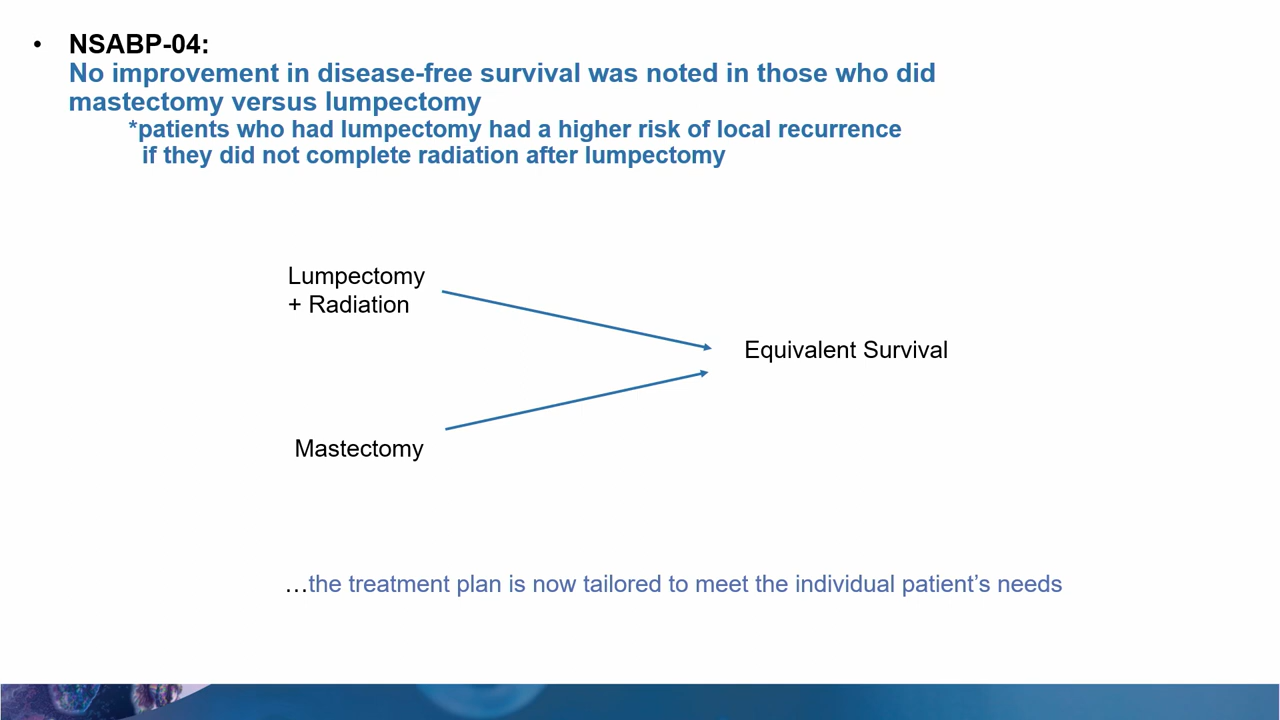 • NSABP-04:
No improvement in disease-free survival was noted in those who did
mastectomy versus lumpectomy
*patients who had lumpectomy had a higher risk of local recurrence
if they did not complete radiation after lumpectomy
Lumpectomy
+ Radiation
Equivalent Survival
Mastectomy
…the treatment plan is now tailored to meet the individual patient’s needs